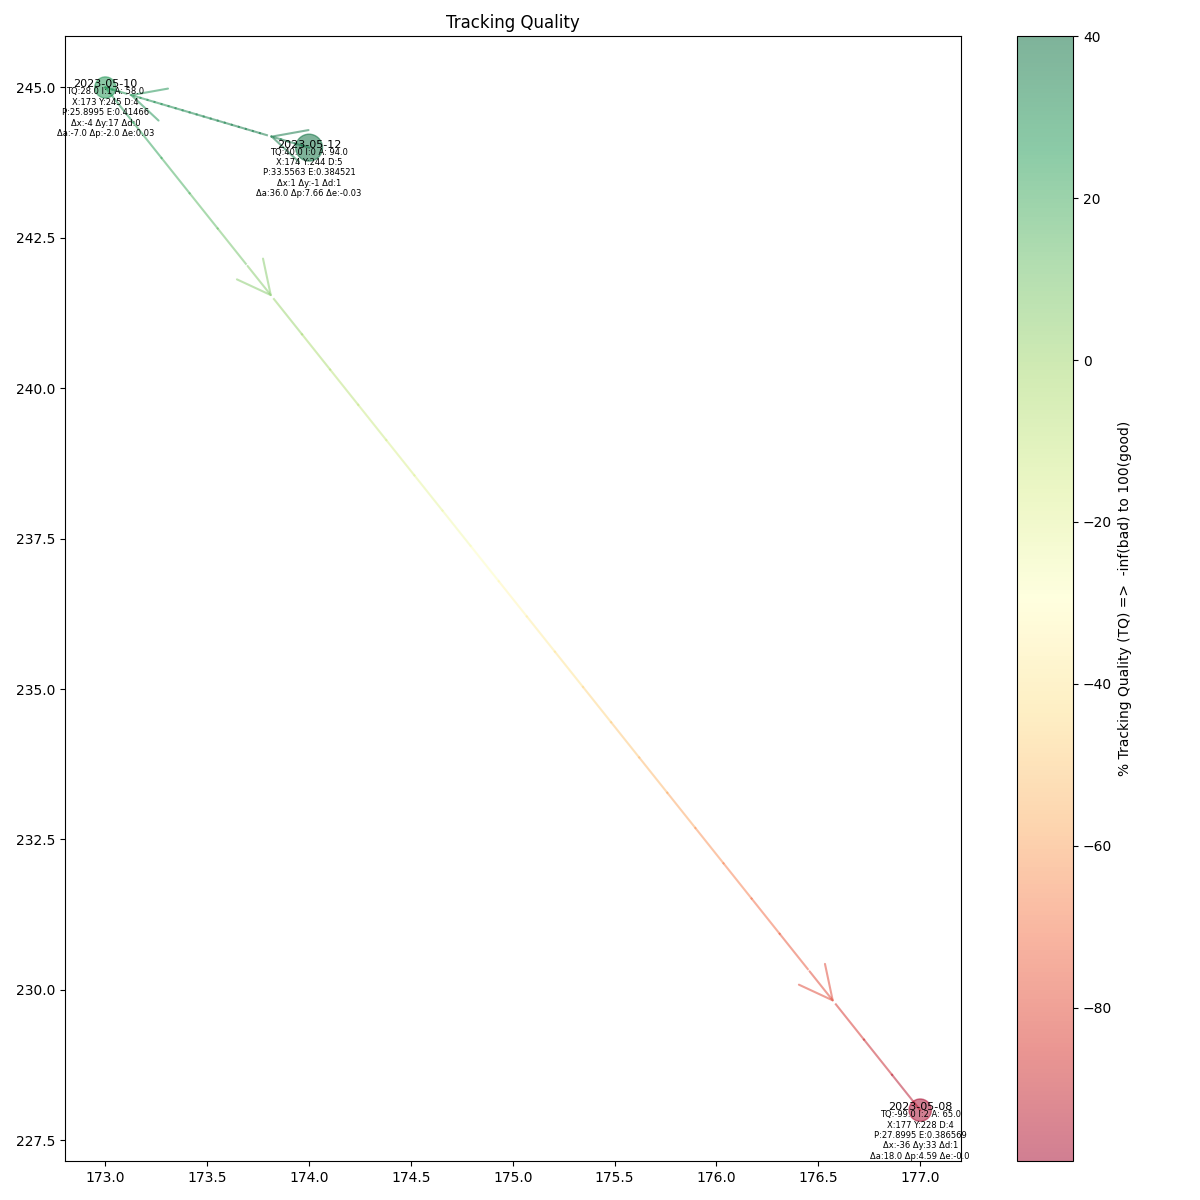 Tracking Quality
245.0
242.5
240.0
237.5
235.0
232.5
230.0
227.5
2023-05-10
TQ:28.0 I:1 A: 58.0
X:173 Y:245 D:4
P:25.8995 E:0.41466
Δx:-4 Δy:17 Δd:0
Δa:-7.0 Δp:-2.0 Δe:0.03
2023-05-12
TQ:40.0 I:0 A: 94.0
X:174 Y:244 D:5
P:33.5563 E:0.384521
Δx:1 Δy:-1 Δd:1
Δa:36.0 Δp:7.66 Δe:-0.03
2023-05-08
TQ:-99.0 I:2 A: 65.0
X:177 Y:228 D:4
P:27.8995 E:0.386569
Δx:-36 Δy:33 Δd:1
Δa:18.0 Δp:4.59 Δe:-0.0
173.0 173.5 174.0 174.5 175.0 175.5 176.0 176.5 177.0
40
20
0
−20
−40
−60
−80
% Tracking Quality (TQ) => -inf(bad) to 100(good)